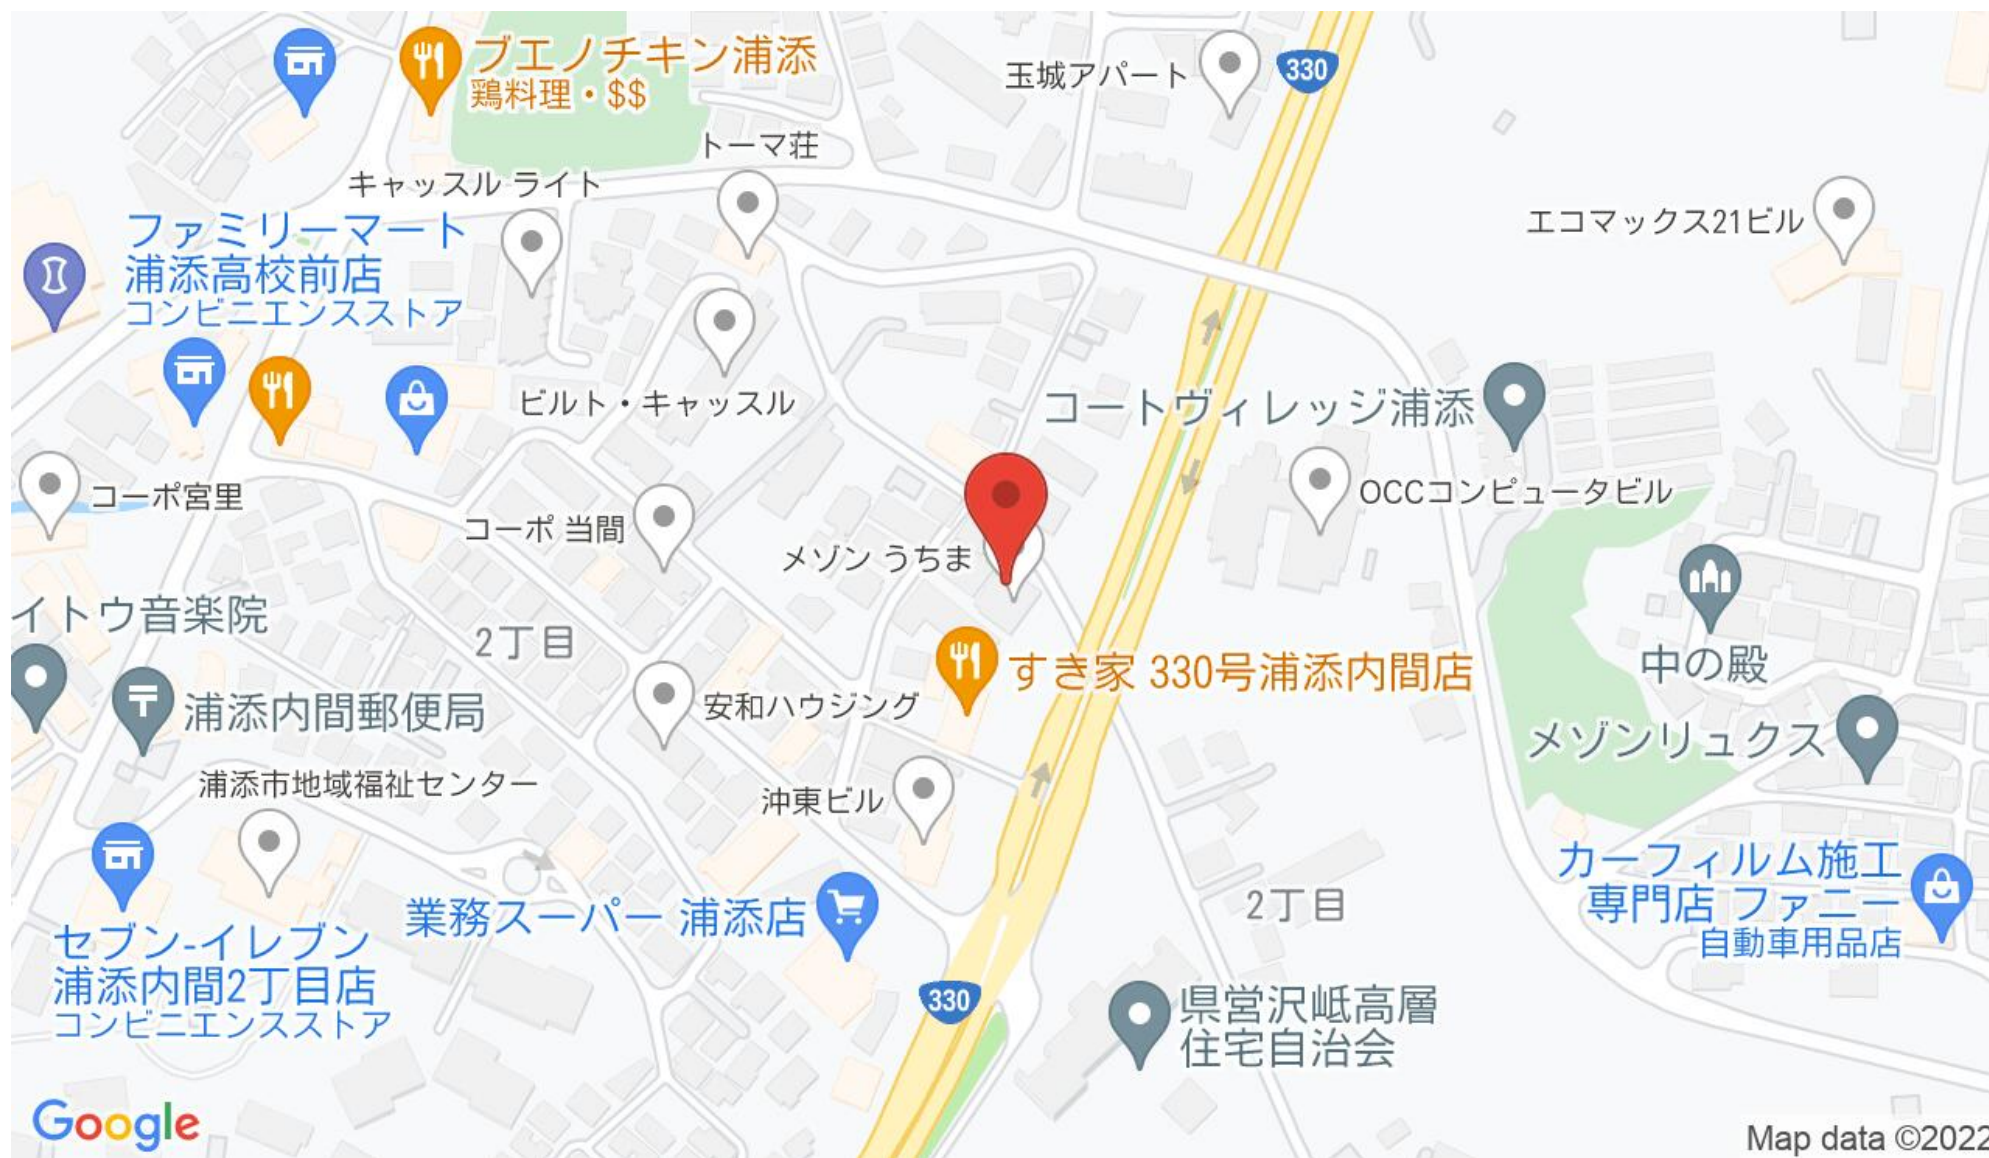 ブエノチキン浦添
鶏料理・$$
玉城アパート
330
トーマ荘
キャッスル ライト
ファミリーマート
浦添高校前店
コンビニエンスストア
エコマックス21ビル
ビルト・キャッスル
コートヴィレッジ浦添
コーポ宮里
OCCコンピュータビル
コーポ 当間
メゾン うちま
イトウ音楽院
2丁目
すき家 330号浦添内間店
中の殿
浦添内間郵便局
安和ハウジング
メゾンリュクス
浦添市地域福祉センター
沖東ビル
カーフィルム施工
専門店 ファニー
自動車用品店
業務スーパー 浦添店
2丁目
セブン-イレブン
浦添内間2丁目店
コンビニエンスストア
330
県営沢岻高層
住宅自治会
Google
Map data ©2022